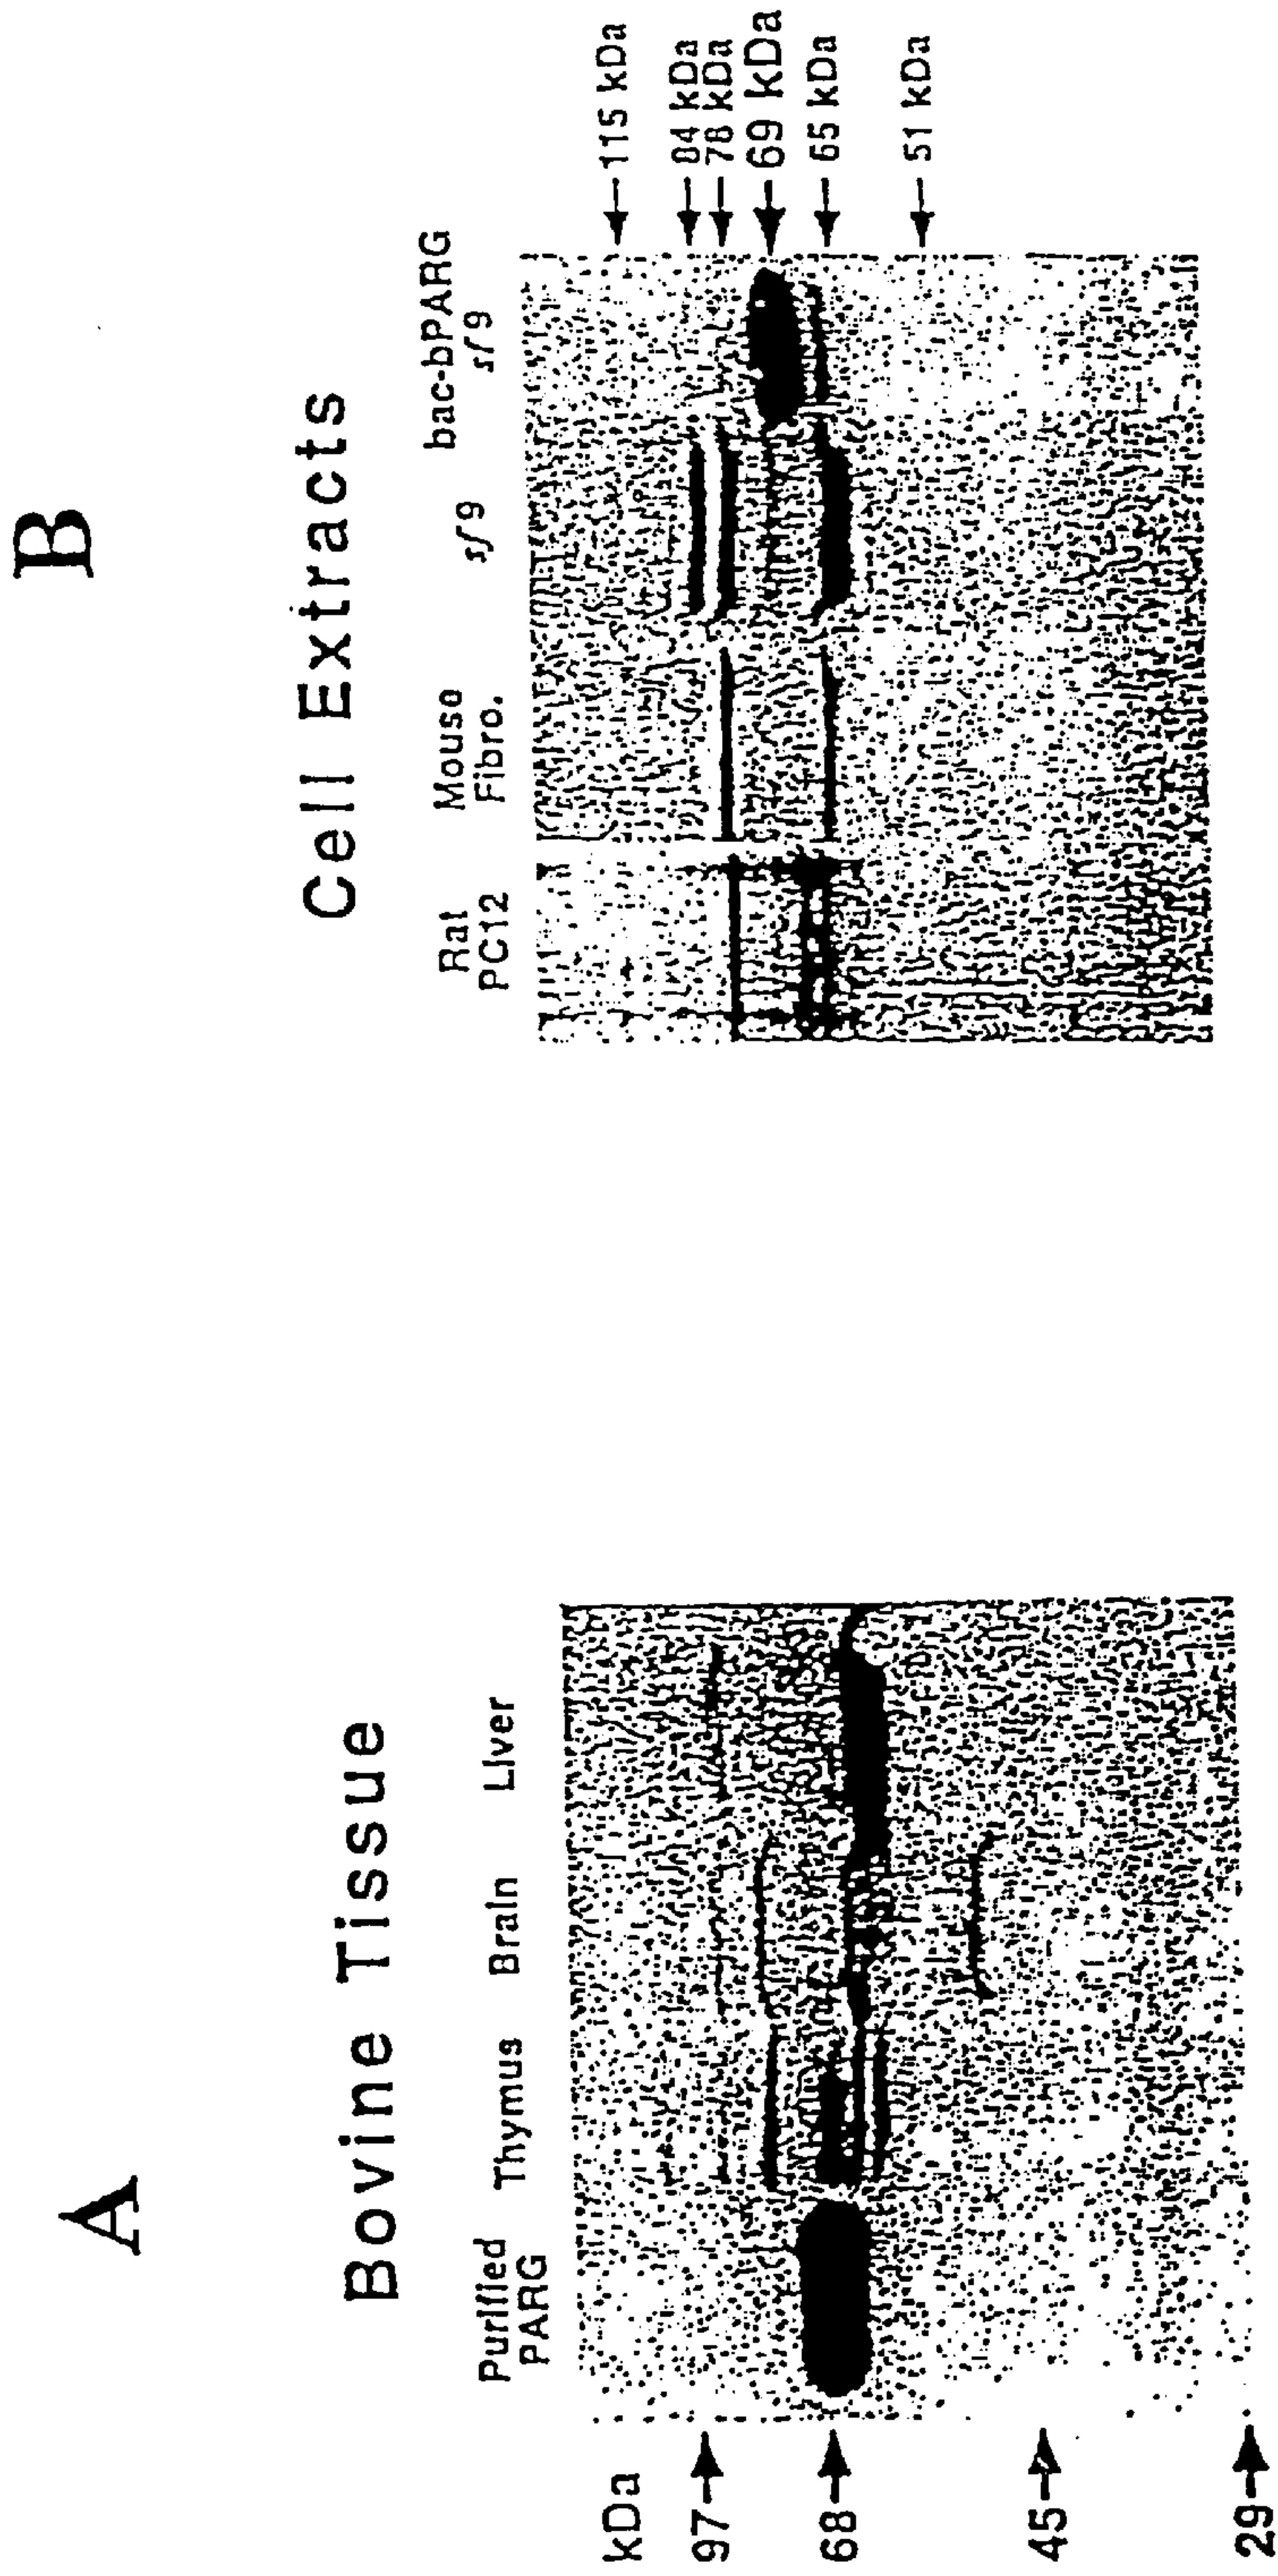 A
Bovine Tissue
Purified
PARG
Thymus
Brain
Liver
kDa
97
68
45
29
B
Cell Extracts
Rat
PC12
Mouse
Fibro.
sf9
bac-bPARG
sf9
115 kDa
84 kDa
78 kDa
69 kDa
65 kDa
51 kDa